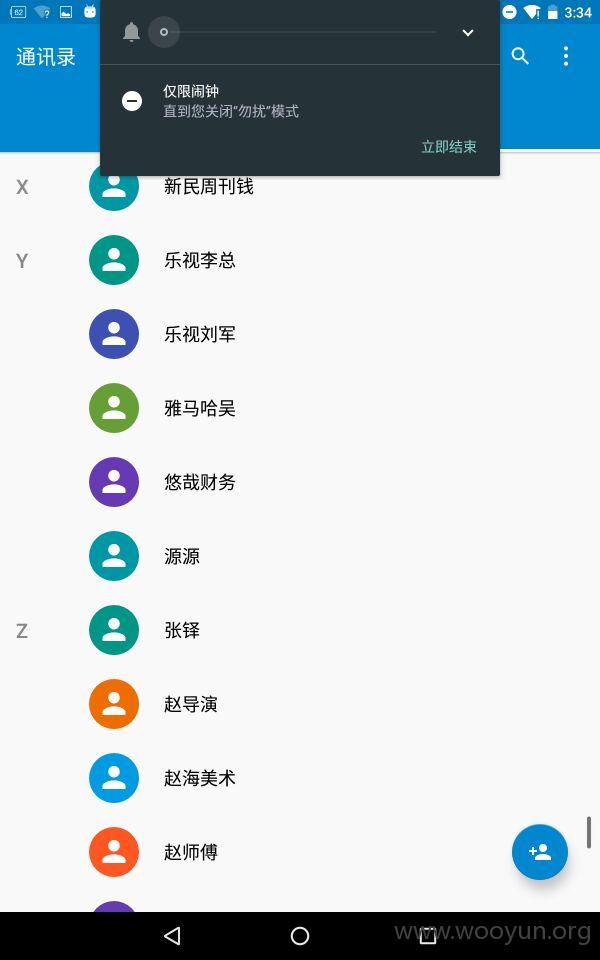 62
3:34
通讯录
仅限闹钟
直到您关闭“勿扰”模式
立即结束
X
新民周刊钱
Y
乐视李总
乐视刘军
雅马哈吴
悠哉财务
源源
Z
张铎
赵导演
赵海美术
赵师傅
www.wooyun.org